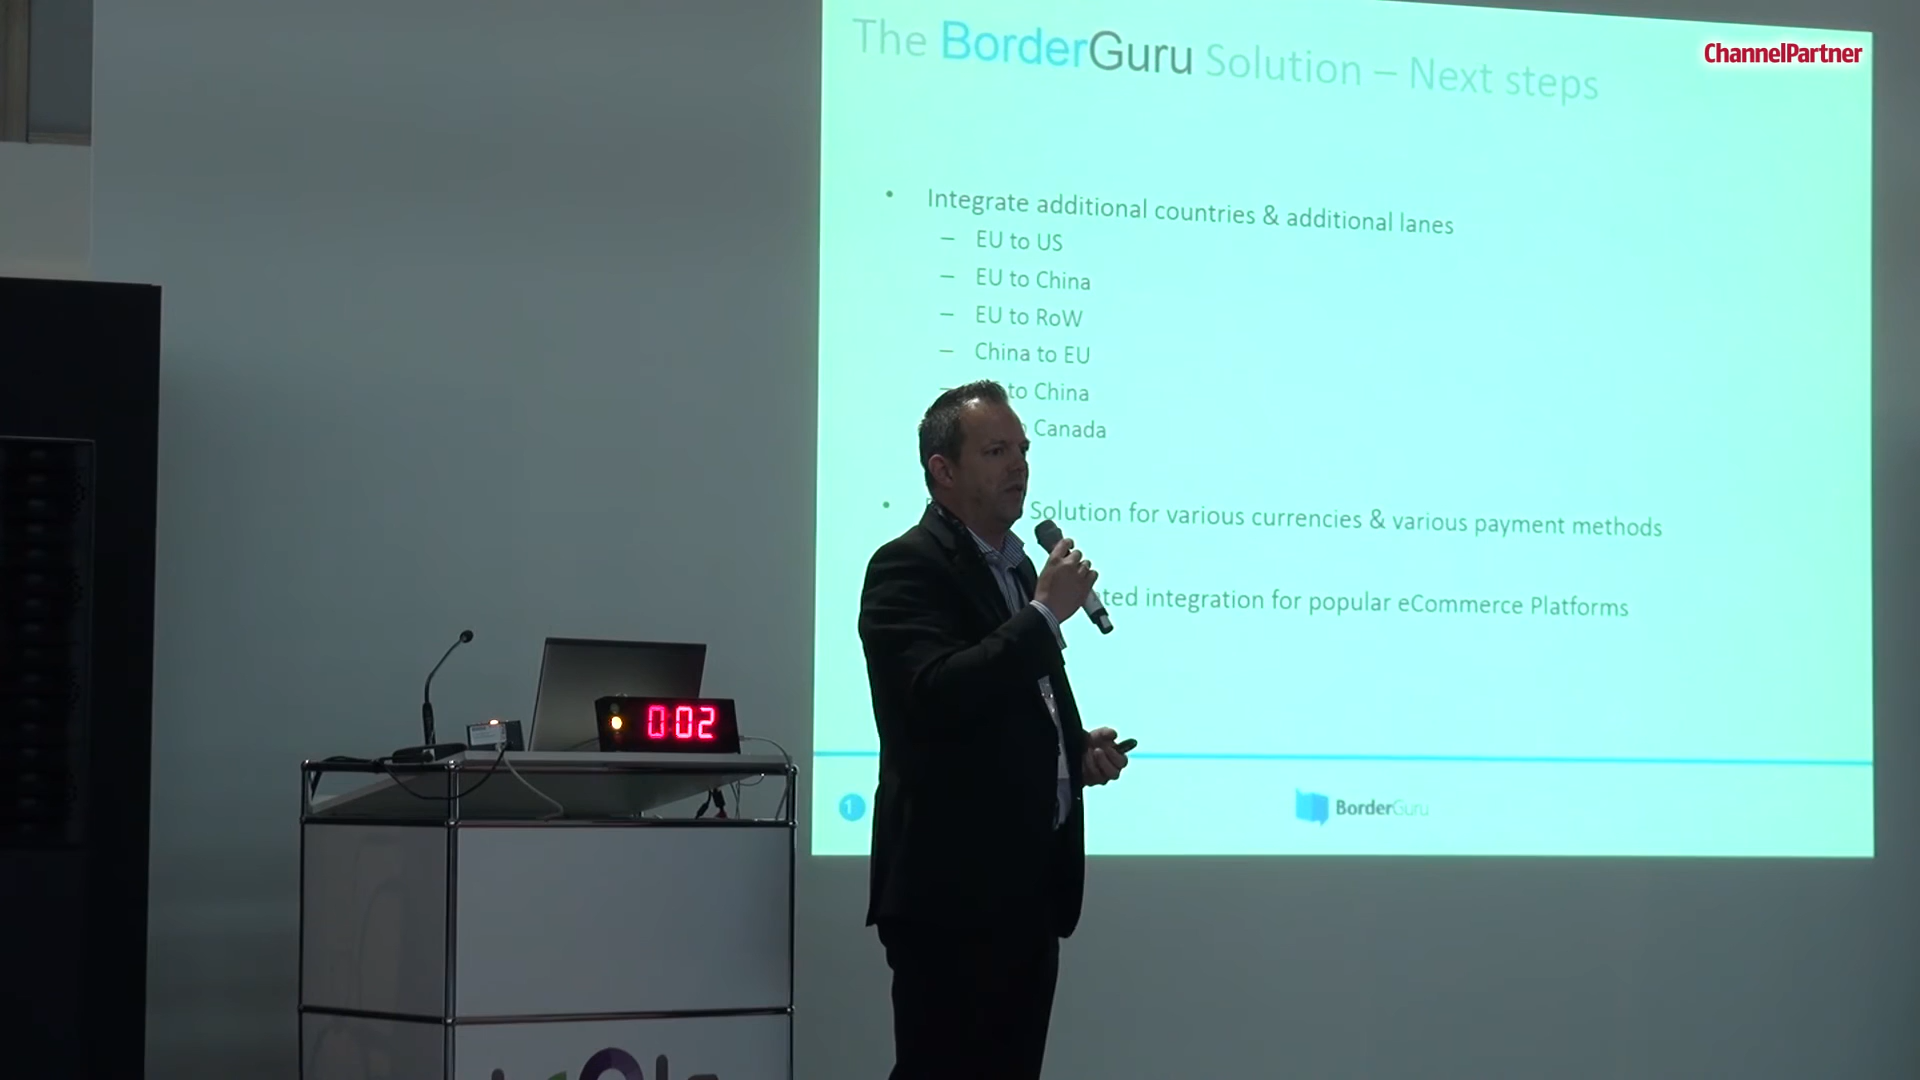 The BorderGuru Solution – Next steps
ChannelPartner
• Integrate additional countries & additional lanes
– EU to US
– EU to China
– EU to RoW
– China to EU
– to China
Canada
• Solution for various currencies & various payment methods
integration for popular eCommerce Platforms
0:02
1
BorderGuru